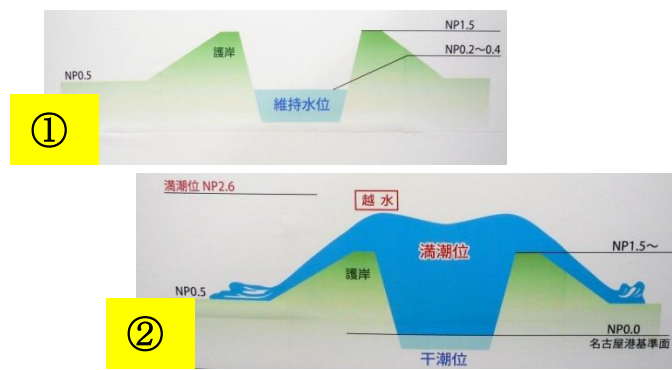 NP1.5
護岸
NP0.2~0.4
NP0.5
維持水位
①
満潮位 NP2.6
越 水
満潮位
NP1.5~
護岸
NP0.5
②
NP0.0
名古屋港基準面
干潮位